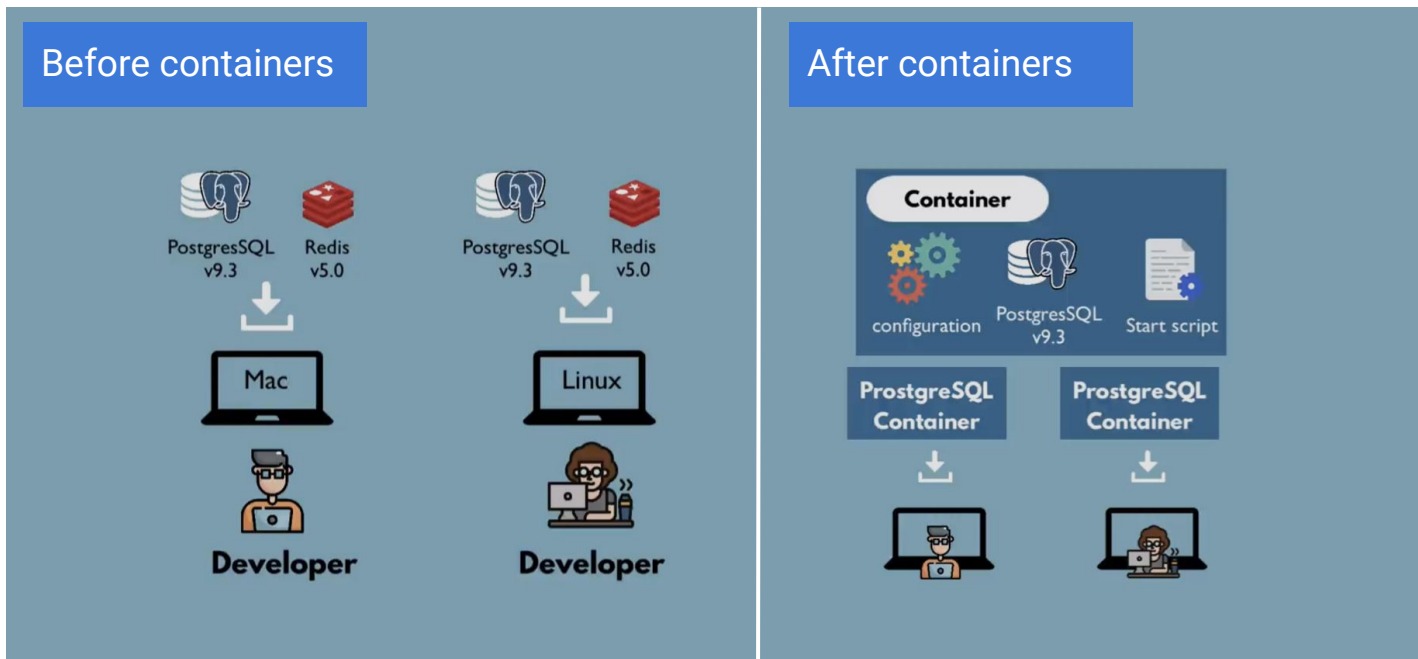 Before containers
PostgresSQL
v9.3
Redis
v5.0
PostgresSQL
v9.3
Redis
v5.0
Mac
Linux
Developer
Developer
After containers
Container
configuration
PostgresSQL
v9.3
Start script
ProstgreSQL
Container
ProstgreSQL
Container